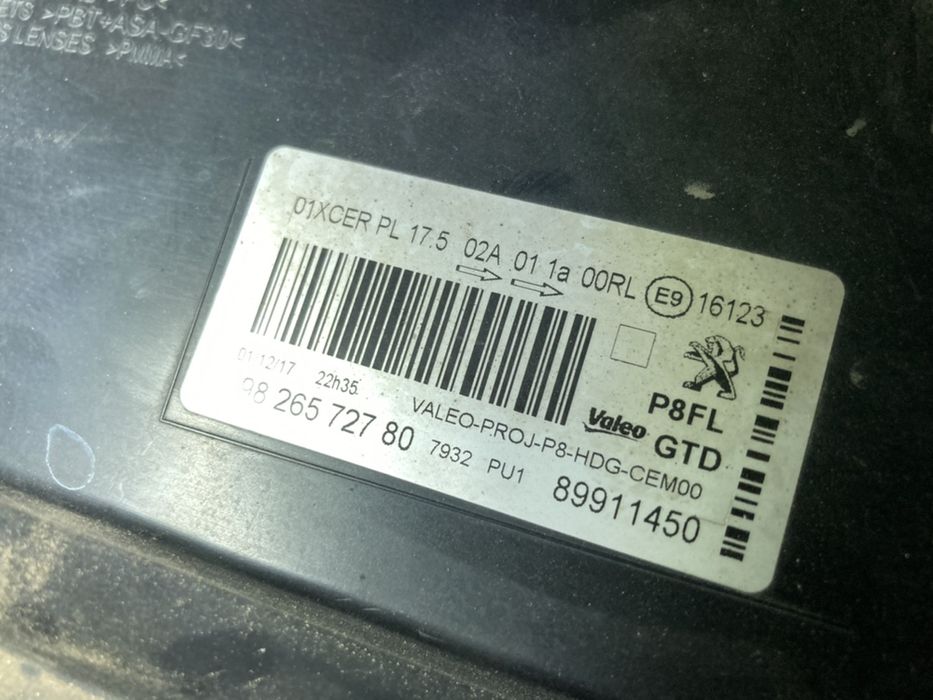 >PBT+ASA-GF30<
LENSES >PMMA<
01XCER PL 17.5 02A 01 1a 00RL E9 16123
01/12/17 22h35
265 727 80 7932 PU1
VALEO-PROJ-P8-HDG-CEM00
Valeo
P8FL
GTD
89911450